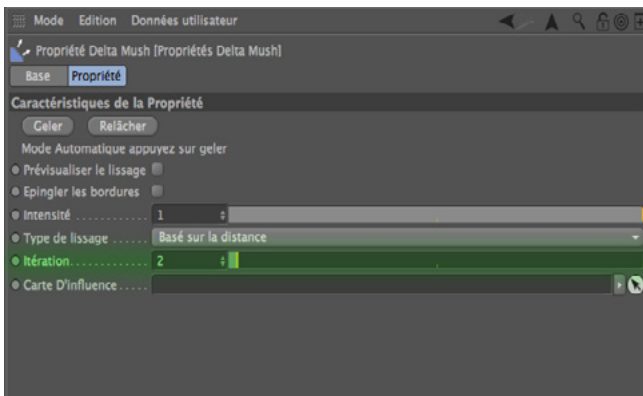 Mode Edition Données utilisateur
Propriété Delta Mush [Propriétés Delta Mush]
Base Propriété
Caractéristiques de la Propriété
Geler Relâcher
Mode Automatique appuyez sur geler
Prévisualiser le lissage
Epingler les bordures
Intensité ............ 1
Type de lissage ...... Basé sur la distance
Itération............. 2
Carte D'influence .....